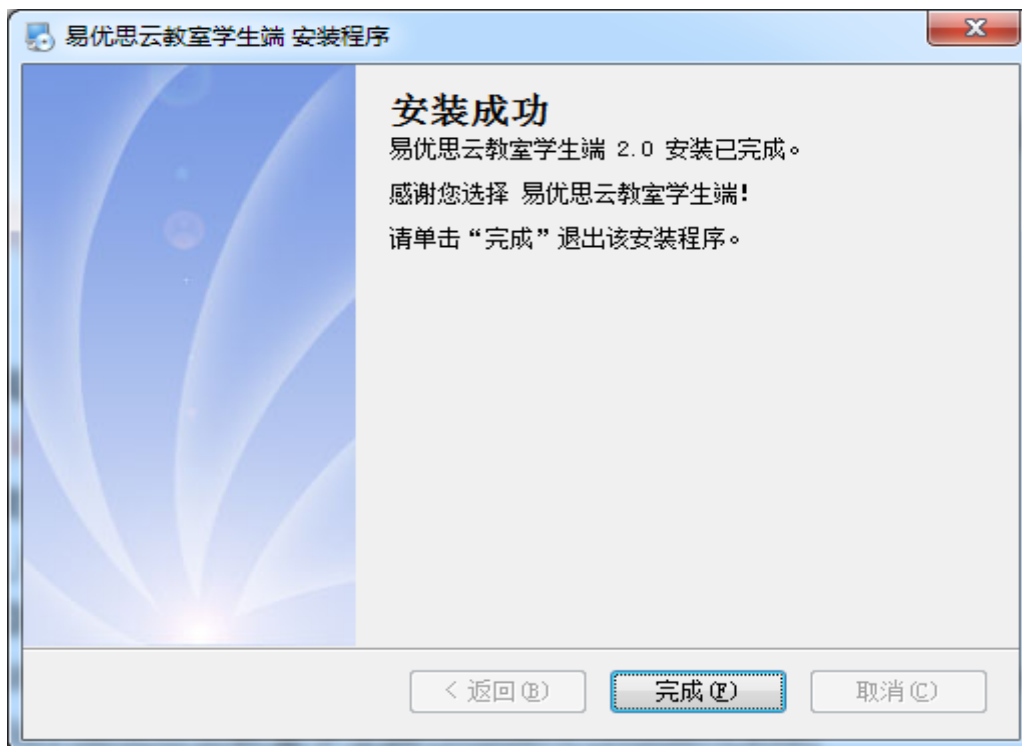 易优思云教室学生端 安装程序
安装成功
易优思云教室学生端 2.0 安装已完成。
感谢您选择 易优思云教室学生端!
请单击“完成”退出该安装程序。
< 返回(B)
完成(F)
取消(C)